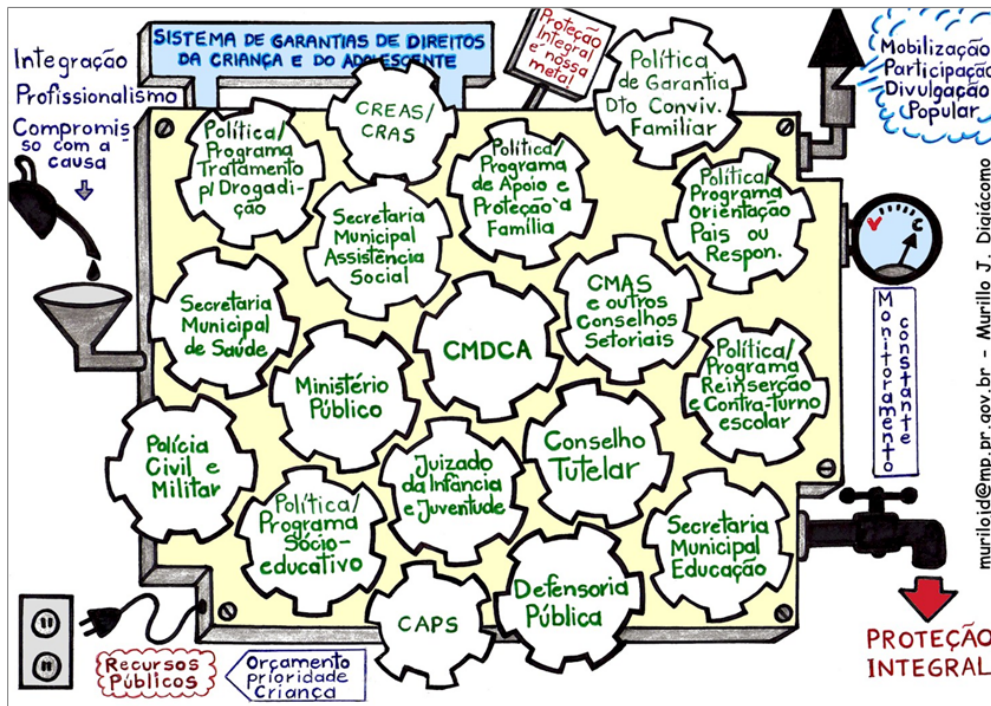 SISTEMA DE GARANTIAS DE DIREITOS
DA CRIANÇA E DO ADOLESCENTE
Integração
Profissionalismo
Compromis
so com a
causa
Proteção
Integral
é nossa
meta!
Política
de Garantia
Dto Conviv.
Familiar
Mobilização
Participação
Divulgação
Popular
CREAS/
CRAS
Política/
Programa
Tratamento
p/ Drogadi-
ção
Política/
Programa
de Apoio e
Proteção à
Família
Política/
Programa
Orientação
Pais ou
Respon.
Secretaria
Municipal
Assistência
Social
CMAS
e outros
Conselhos
Setoriais
Secretaria
Municipal
de Saúde
CMDCA
Ministério
Público
Política/
Programa
Reinserção
e Contra-turno
escolar
Monitoramento
constante
Polícia
Civil e
Militar
Juizado
da Infância
e Juventude
Conselho
Tutelar
Política/
Programa
Sócio-
educativo
Secretaria
Municipal
Educação
CAPS
Defensoria
Pública
Recursos
Públicos
Orçamento
prioridade
Criança
PROTEÇÃO
INTEGRAL
murilojd@mp.pr.gov.br - Murillo J. Digiácomo